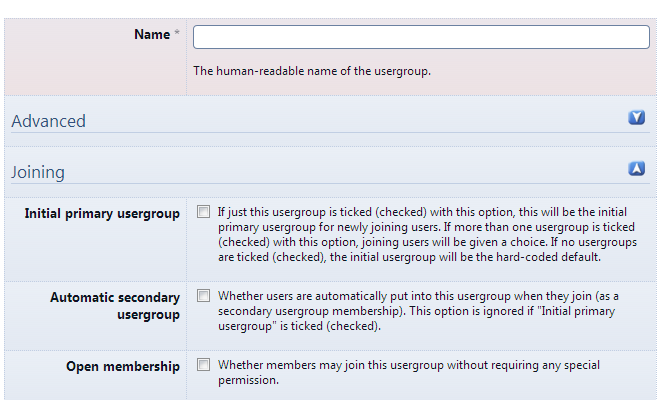 Name *
The human-readable name of the usergroup.
Advanced
Joining
Initial primary usergroup
If just this usergroup is ticked (checked) with this option, this will be the initial
primary usergroup for newly joining users. If more than one usergroup is ticked
(checked) with this option, joining users will be given a choice. If no usergroups
are ticked (checked), the initial usergroup will be the hard-coded default.
Automatic secondary
usergroup
Whether users are automatically put into this usergroup when they join (as a
secondary usergroup membership). This option is ignored if "Initial primary
usergroup" is ticked (checked).
Open membership
Whether members may join this usergroup without requiring any special
permission.